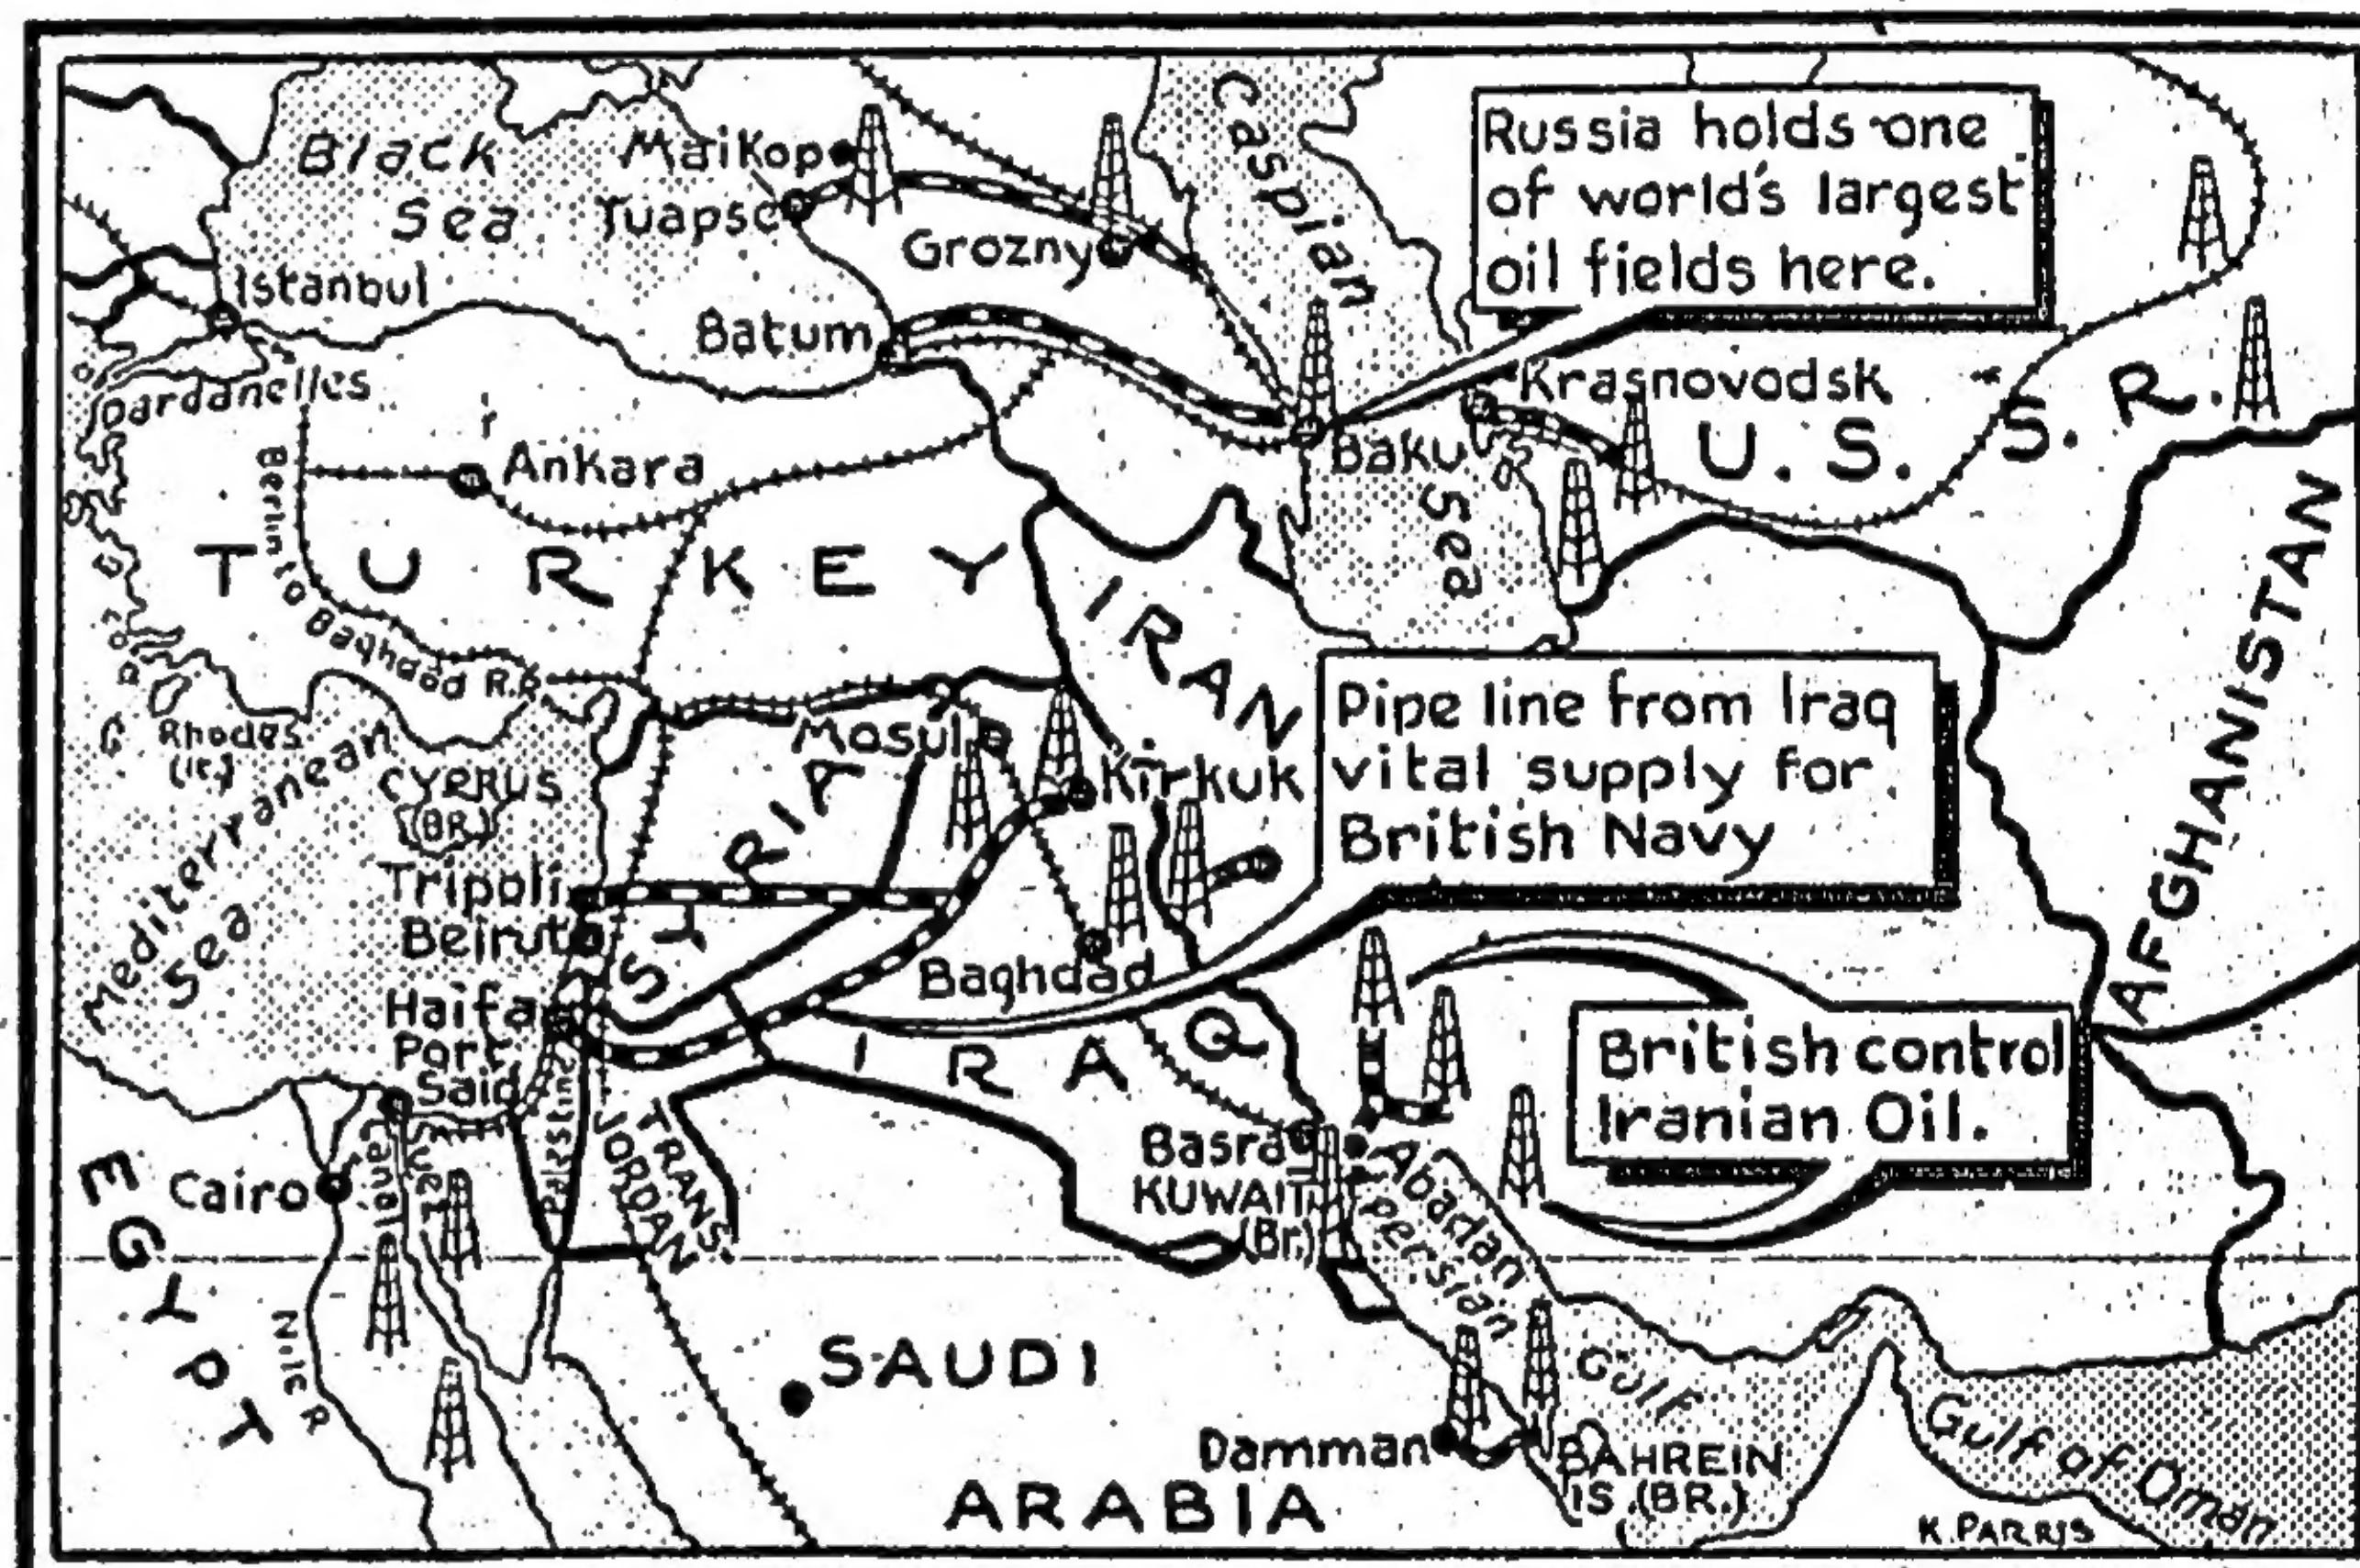 Black
Sea
Caspian
Sea
Russia holds one
of world's largest
oil fields here.
Maikop
Tuapse
Grozny
Istanbul
Batum
Dardanelles
Krasnovodsk
Baku
U. S. S. R.
Ankara
Berlin to Baghdad R.R.
TURKEY
IRAN
AFGHANISTAN
Rhodes
(It.)
Mediterranean
Sea
CYPRUS
(BR.)
Mosul
Kirkuk
Pipe line from Iraq
vital supply for
British Navy
SYRIA
Tripoli
Beirut
Baghdad
Haifa
Port
Said
Palestine
TRANS-
JORDAN
IRAQ
British control
Iranian Oil.
Suez
Canal
Cairo
Basra
KUWAIT
(Br.)
Abadan
Persian
Gulf
EGYPT
Nile R
SAUDI
ARABIA
Damman
BAHREIN
IS. (BR.)
Gulf of Oman
K. PARRIS